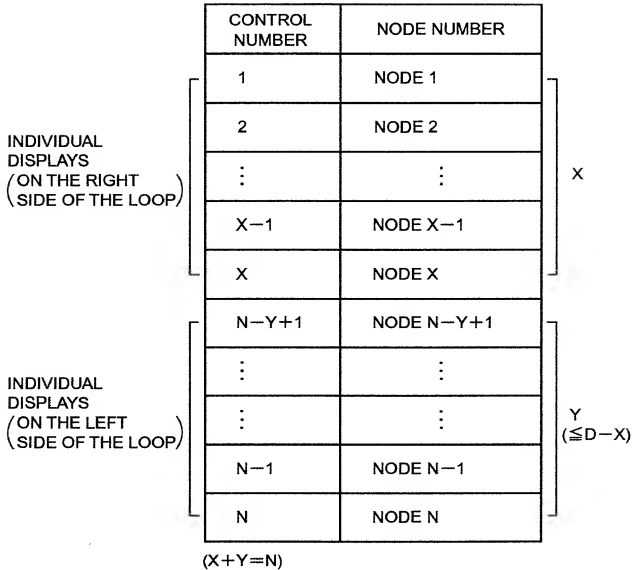 CONTROL NUMBER NODE NUMBER
1 NODE 1
2 NODE 2
⋮ ⋮
X−1 NODE X−1
X NODE X
N−Y+1 NODE N−Y+1
⋮ ⋮
⋮ ⋮
N−1 NODE N−1
N NODE N
INDIVIDUAL
DISPLAYS
(ON THE RIGHT
SIDE OF THE LOOP)
X
INDIVIDUAL
DISPLAYS
(ON THE LEFT
SIDE OF THE LOOP)
Y
(≦D−X)
(X+Y=N)